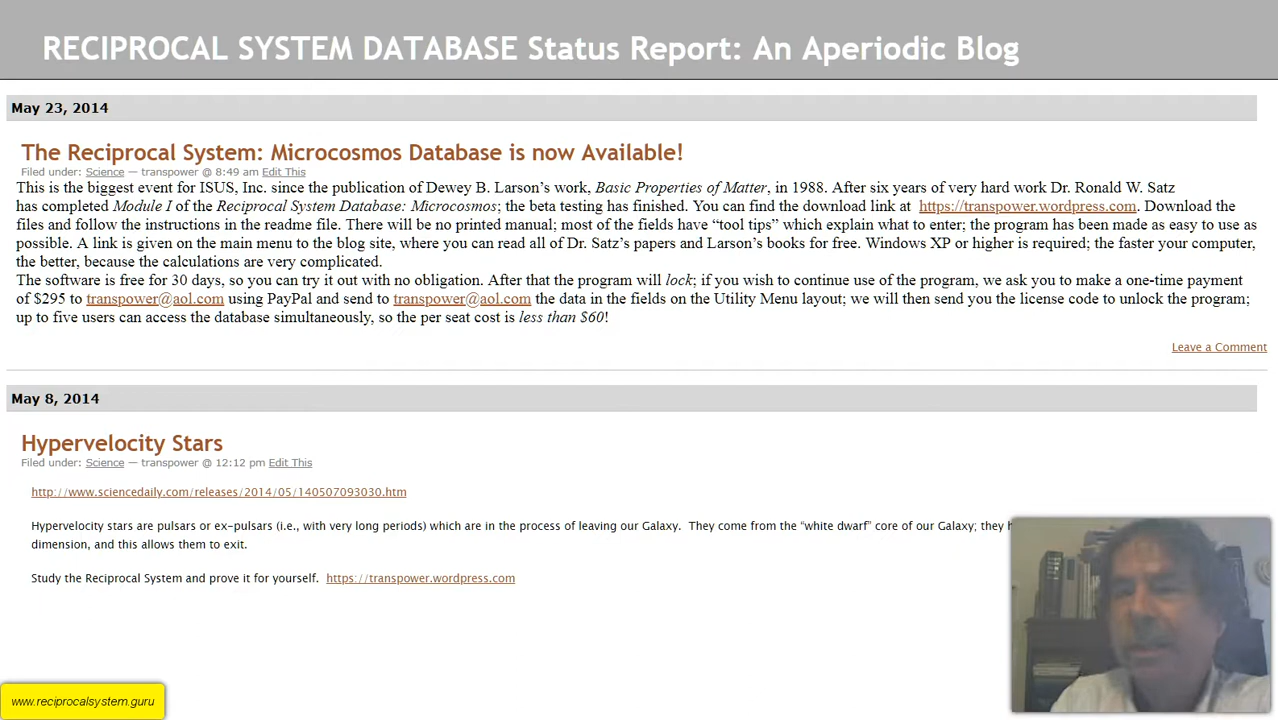 RECIPROCAL SYSTEM DATABASE Status Report: An Aperiodic Blog
May 23, 2014
The Reciprocal System: Microcosmos Database is now Available!
Filed under: Science — transpower @ 8:49 am Edit This
This is the biggest event for ISUS, Inc. since the publication of Dewey B. Larson’s work, Basic Properties of Matter, in 1988. After six years of very hard work Dr. Ronald W. Satz
has completed Module I of the Reciprocal System Database: Microcosmos; the beta testing has finished. You can find the download link at https://transpower.wordpress.com. Download the
files and follow the instructions in the readme file. There will be no printed manual; most of the fields have “tool tips” which explain what to enter; the program has been made as easy to use as
possible. A link is given on the main menu to the blog site, where you can read all of Dr. Satz’s papers and Larson’s books for free. Windows XP or higher is required; the faster your computer,
the better, because the calculations are very complicated.
The software is free for 30 days, so you can try it out with no obligation. After that the program will lock; if you wish to continue use of the program, we ask you to make a one-time payment
of $295 to transpower@aol.com using PayPal and send to transpower@aol.com the data in the fields on the Utility Menu layout; we will then send you the license code to unlock the program;
up to five users can access the database simultaneously, so the per seat cost is less than $60!
Leave a Comment
May 8, 2014
Hypervelocity Stars
Filed under: Science — transpower @ 12:12 pm Edit This
http://www.sciencedaily.com/releases/2014/05/140507093030.htm
Hypervelocity stars are pulsars or ex-pulsars (i.e., with very long periods) which are in the process of leaving our Galaxy. They come from the “white dwarf” core of our Galaxy; they
dimension, and this allows them to exit.
Study the Reciprocal System and prove it for yourself. https://transpower.wordpress.com
www.reciprocalsystem.guru